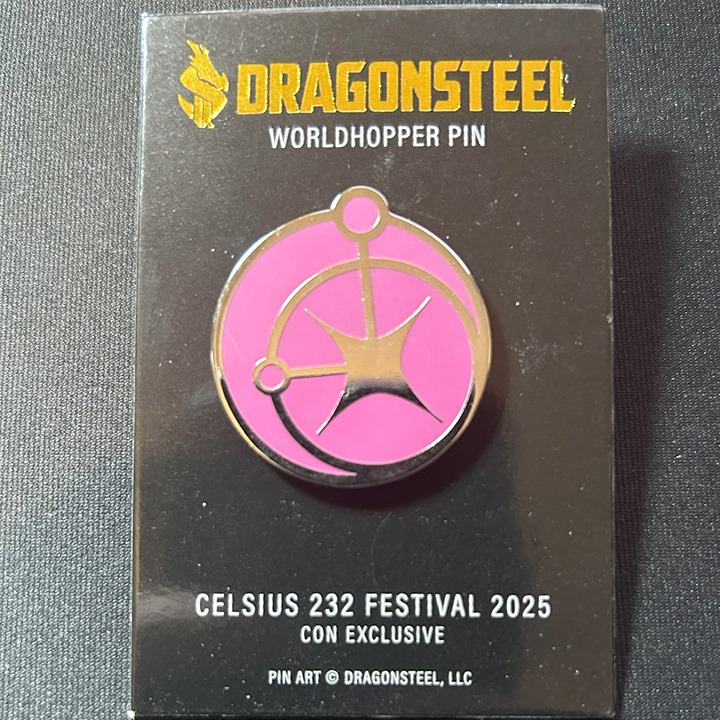 DRAGONSTEEL
WORLDHOPPER PIN
CELSIUS 232 FESTIVAL 2025
CON EXCLUSIVE
PIN ART © DRAGONSTEEL, LLC